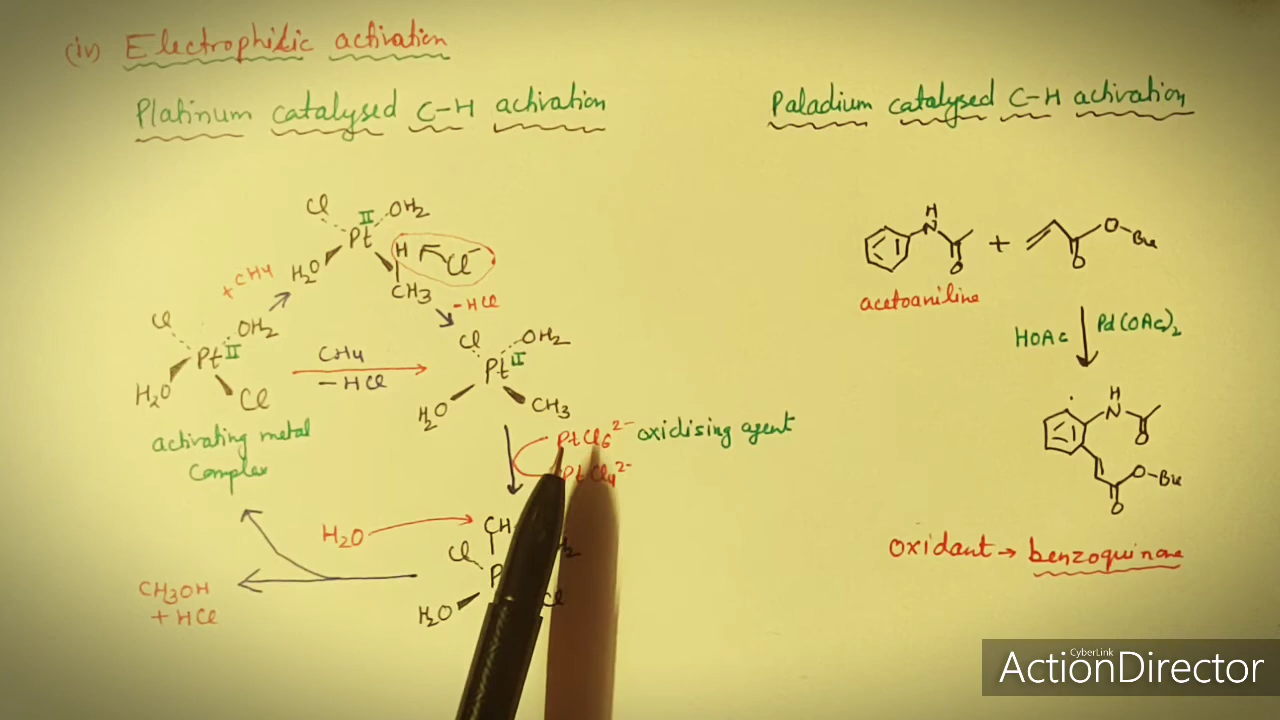 (iv) Electrophilic activation
Platinum catalysed C-H activation
Cl
II
OH2
Pt
H
Cl-
H2O
CH3
+ CH4
-HCl
Cl
OH2
Pt II
H2O
Cl
CH4
-HCl
Cl
OH2
Pt II
H2O
CH3
activating metal
complex
PtCl6 2- oxidising agent
PtCl4 2-
H2O
CH
Cl
H2O
Cl
CH3OH
+ HCl
Paladium catalysed C-H activation
H
N
O
+
O-Bu
O
acetoaniline
HOAc
Pd(OAc)2
H
N
O
O-Bu
O
Oxidant → benzoquinone
CyberLink
ActionDirector